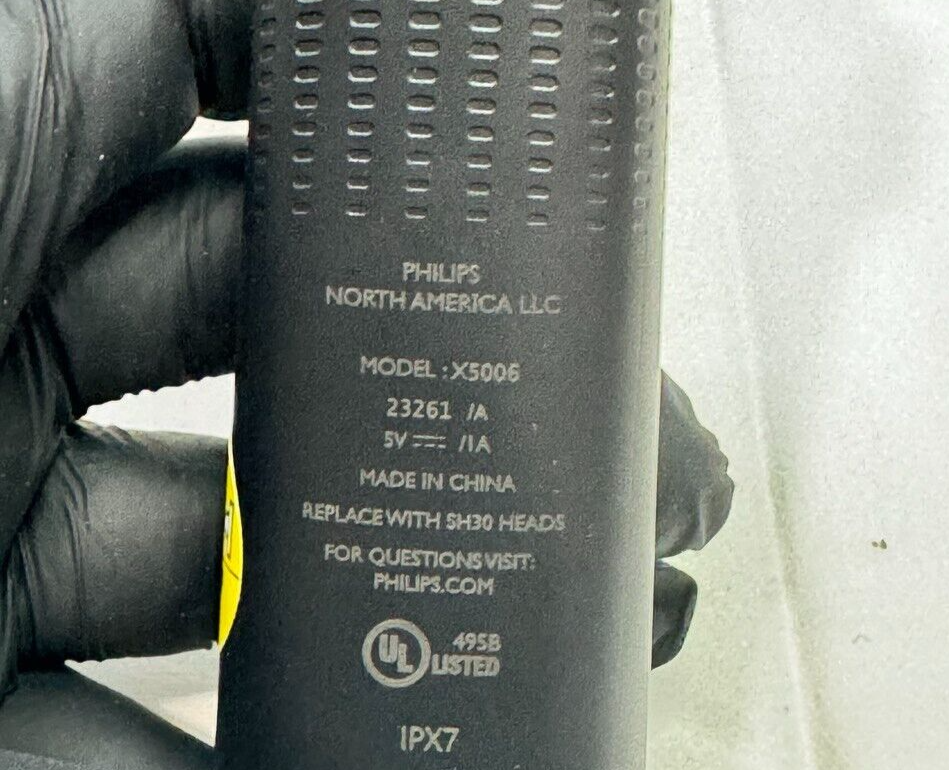 PHILIPS
NORTH AMERICA LLC
MODEL : X5006
23261 /A
5V ⎓ /1A
MADE IN CHINA
REPLACE WITH SH30 HEADS
FOR QUESTIONS VISIT:
PHILIPS.COM
UL 495B
LISTED
IPX7